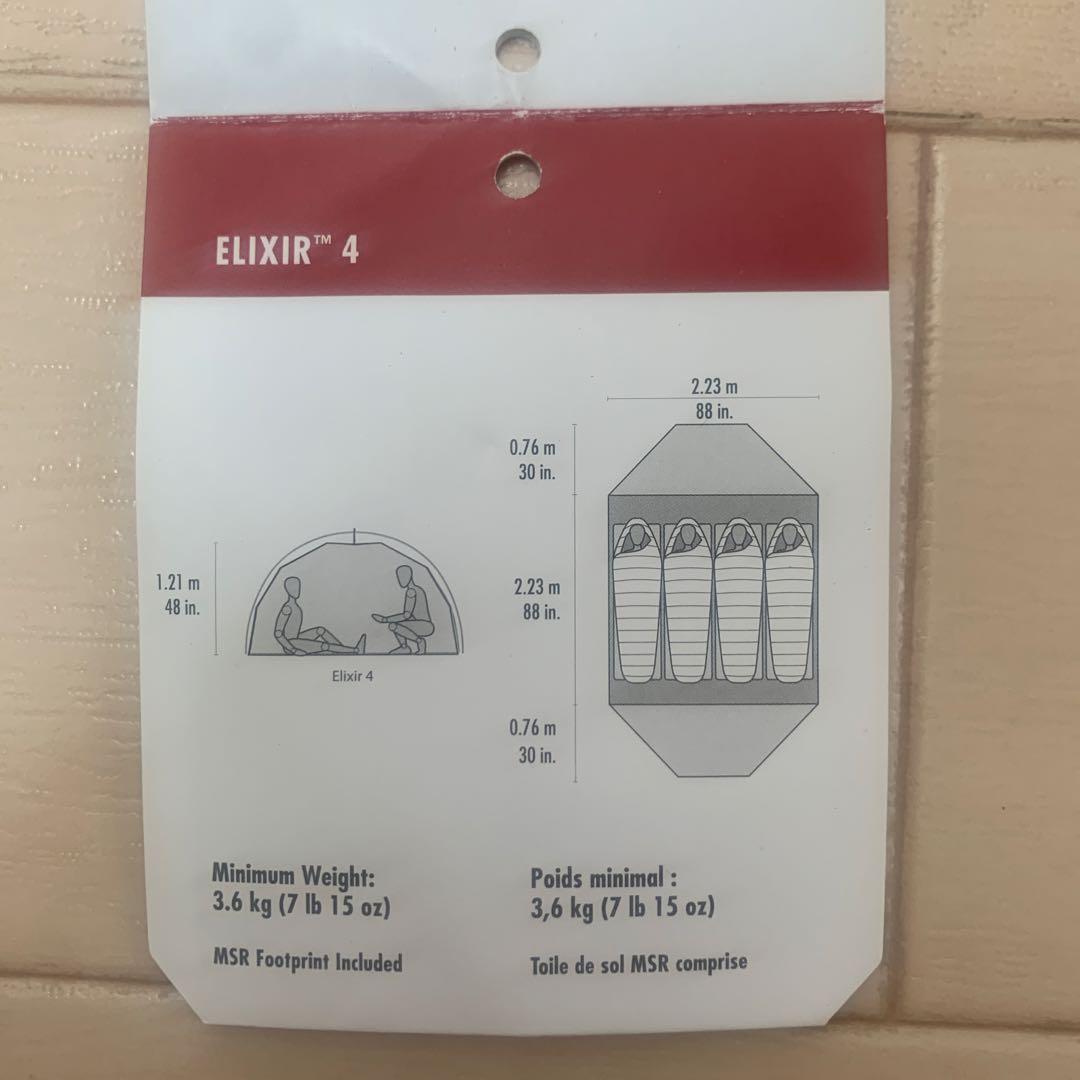 ELIXIR™ 4
2.23 m
88 in.
0.76 m
30 in.
1.21 m
48 in.
Elixir 4
2.23 m
88 in.
0.76 m
30 in.
Minimum Weight:
3.6 kg (7 lb 15 oz)
MSR Footprint Included
Poids minimal :
3,6 kg (7 lb 15 oz)
Toile de sol MSR comprise